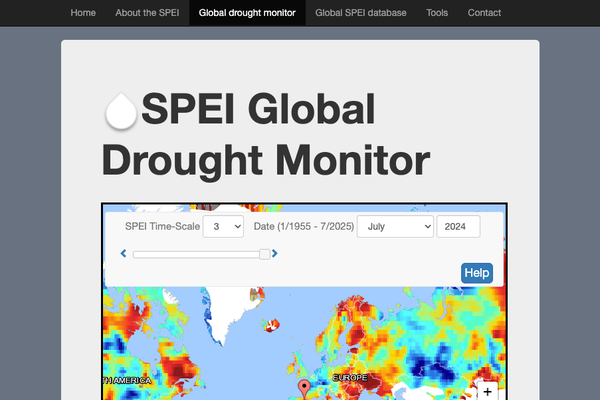 Home About the SPEI Global drought monitor Global SPEI database Tools Contact
SPEI Global
Drought Monitor
SPEI Time-Scale 3 Date (1/1955 - 7/2025) July 2024
Help
TH AMERICA
EUROPE
+